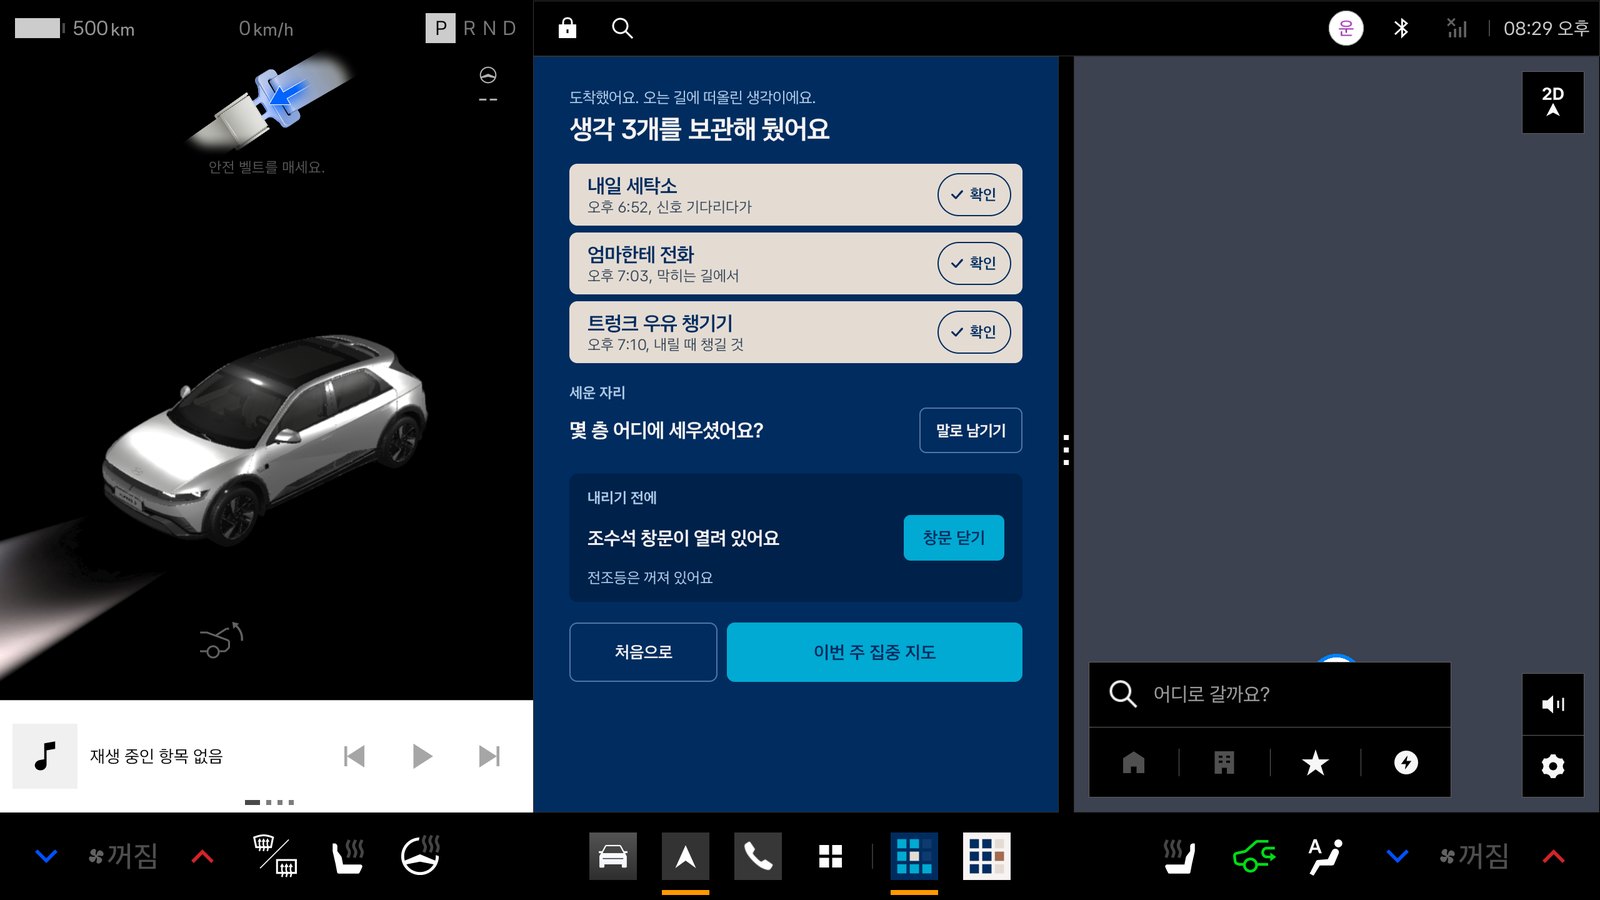 500 km
0 km/h
P R N D
운
08:29 오후
안전 벨트를 매세요.
도착했어요. 오는 길에 떠올린 생각이에요.
생각 3개를 보관해 뒀어요
내일 세탁소
오후 6:52, 신호 기다리다가
확인
엄마한테 전화
오후 7:03, 막히는 길에서
확인
트렁크 우유 챙기기
오후 7:10, 내릴 때 챙길 것
확인
세운 자리
몇 층 어디에 세우셨어요?
말로 남기기
내리기 전에
조수석 창문이 열려 있어요
창문 닫기
전조등은 꺼져 있어요
처음으로
이번 주 집중 지도
2D
어디로 갈까요?
재생 중인 항목 없음
꺼짐
A
꺼짐